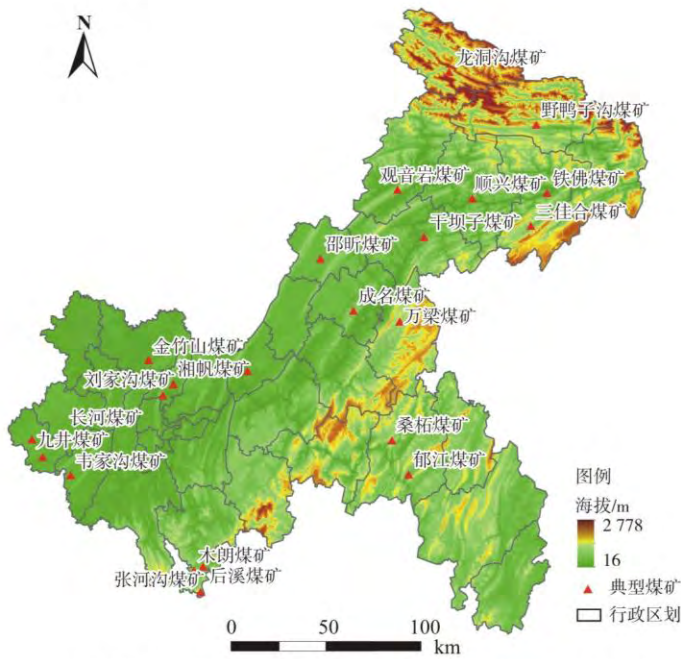 N
龙洞沟煤矿
野鸭子沟煤矿
观音岩煤矿
顺兴煤矿
铁佛煤矿
三佳合煤矿
干坝子煤矿
邵昕煤矿
成名煤矿
万梁煤矿
金竹山煤矿
刘家沟煤矿
湘帆煤矿
长河煤矿
九井煤矿
韦家沟煤矿
桑柘煤矿
郁江煤矿
木朗煤矿
张河沟煤矿
后溪煤矿
图例
海拔/m
2 778
16
典型煤矿
行政区划
0 50 100
km